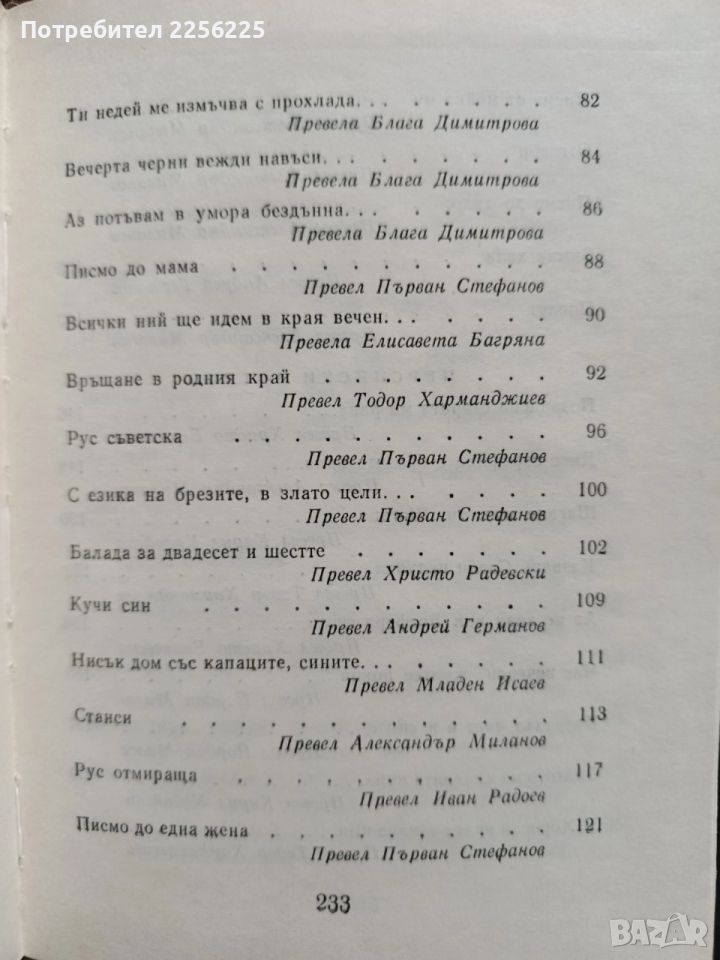 Потребител 2256225
Ти недей ме измъчва с прохлада. . . . . . . . 82
Превела Блага Димитрова
Вечерта черни вежди навъси. . . . . . . . . 84
Превела Блага Димитрова
Аз потъвам в умора бездънна. . . . . . . . 86
Превела Блага Димитрова
Писмо до мама . . . . . . . . . . . 88
Превел Първан Стефанов
Всички ний ще идем в края вечен. . . . . . . 90
Превела Елисавета Багряна
Връщане в родния край . . . . . . . . . 92
Превел Тодор Харманджиев
Рус съветска . . . . . . . . . . . 96
Превел Първан Стефанов
С езика на брезите, в злато цели. . . . . . . 100
Превел Първан Стефанов
Балада за двадесет и шестте . . . . . . . 102
Превел Христо Радевски
Кучи син . . . . . . . . . . . . 109
Превел Андрей Германов
Нисък дом със капаците, сините. . . . . . . . 111
Превел Младен Исаев
Станси . . . . . . . . . . . . . 113
Превел Александър Миланов
Рус отмираща . . . . . . . . . . . 117
Превел Иван Радоев
Писмо до една жена . . . . . . . . . 121
Превел Първан Стефанов
233
BAZAR